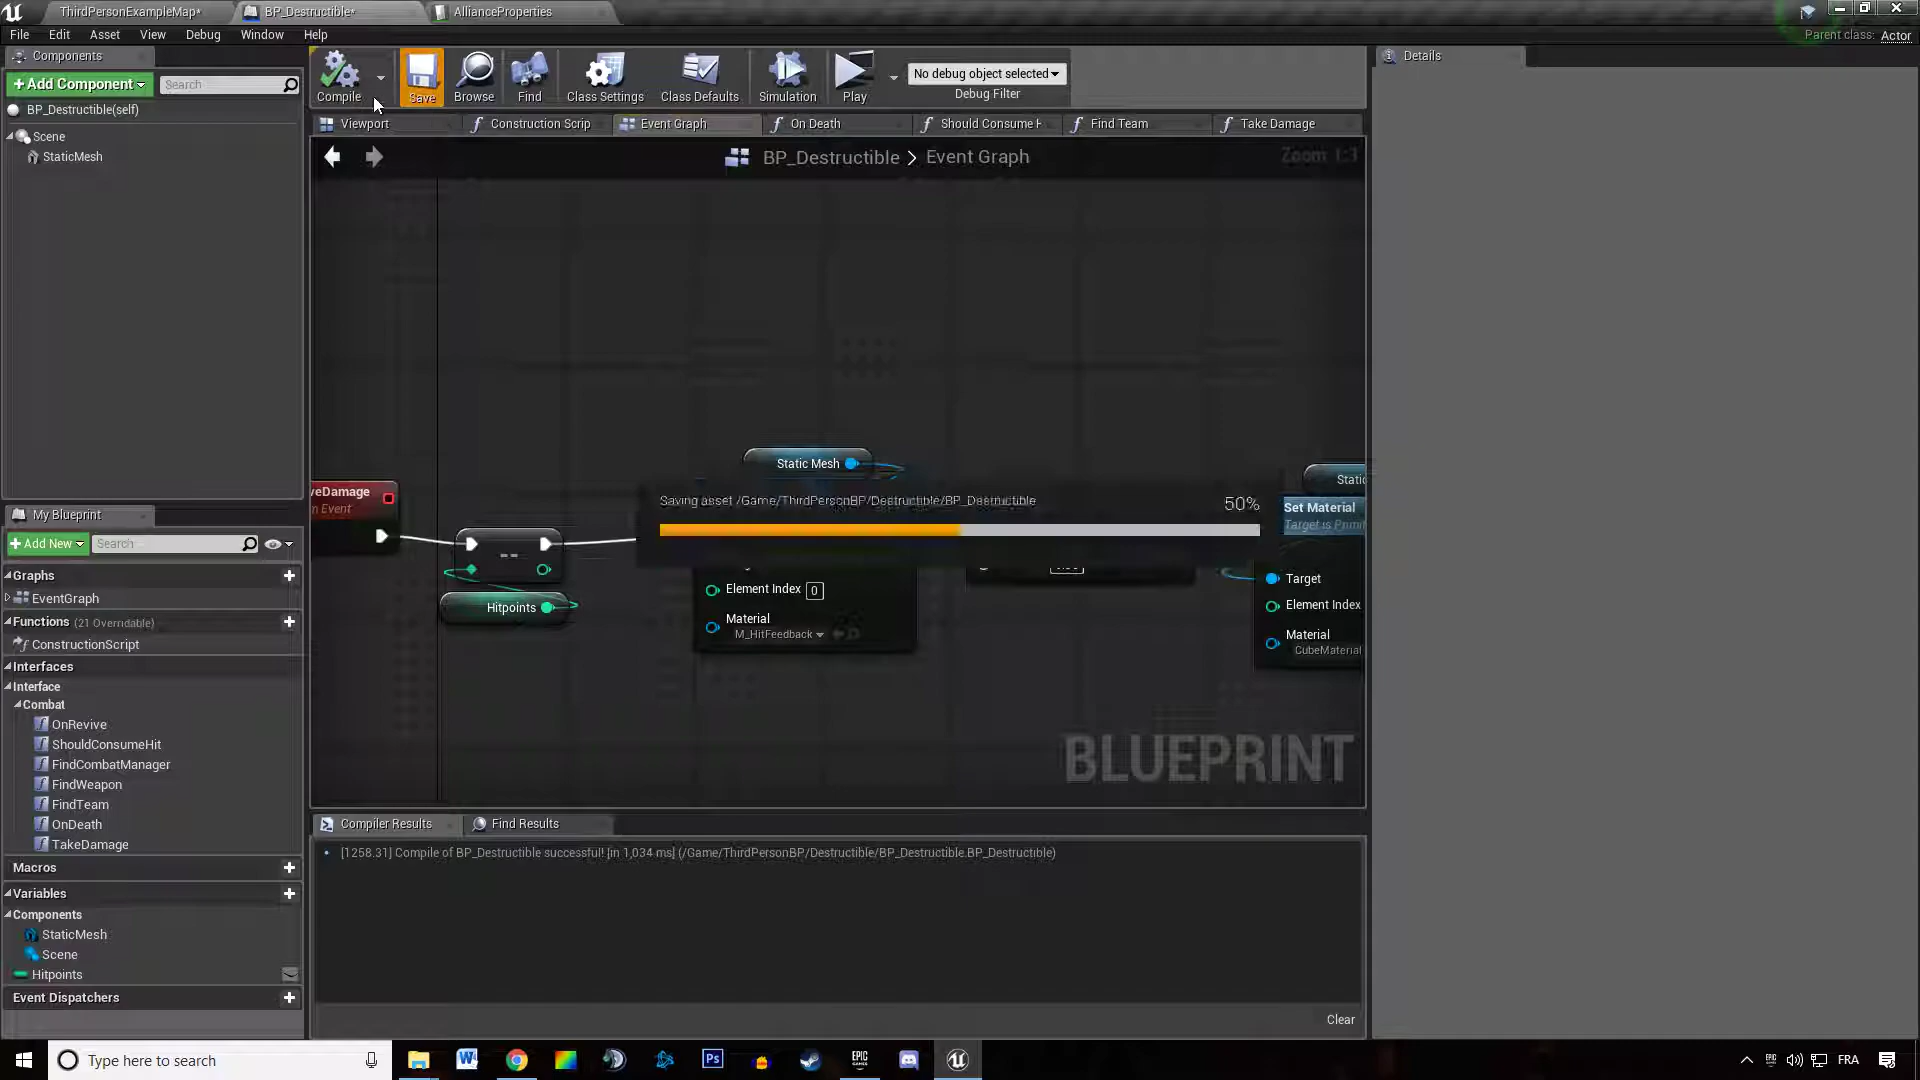 ThirdPersonExampleMap*
BP_Destructible*
AllianceProperties
File Edit Asset View Debug Window Help
Parent class: Actor
Components
+Add Component
Search
BP_Destructible(self)
Scene
StaticMesh
Compile
Save
Browse
Find
Class Settings
Class Defaults
Simulation
Play
No debug object selected
Debug Filter
Details
Viewport
Construction Scrip
Event Graph
On Death
Should Consume H
Find Team
Take Damage
BP_Destructible > Event Graph
Zoom 1:3
Static Mesh
veDamage
m Event
Saving asset /Game/ThirdPersonBP/Destructible/BP_Destructible
50%
--
Hitpoints
Element Index 0
Material
M_HitFeedback
Static
Set Material
Target is Primi
Target
Element Index
Material
CubeMaterial
BLUEPRINT
My Blueprint
+Add New
Search
Graphs
EventGraph
Functions (21 Overridable)
ConstructionScript
Interfaces
Interface
Combat
OnRevive
ShouldConsumeHit
FindCombatManager
FindWeapon
FindTeam
OnDeath
TakeDamage
Macros
Variables
Components
StaticMesh
Scene
Hitpoints
Event Dispatchers
Compiler Results
Find Results
[1258.31] Compile of BP_Destructible successful! [in 1,034 ms] (/Game/ThirdPersonBP/Destructible/BP_Destructible.BP_Destructible)
Clear
Type here to search
FRA